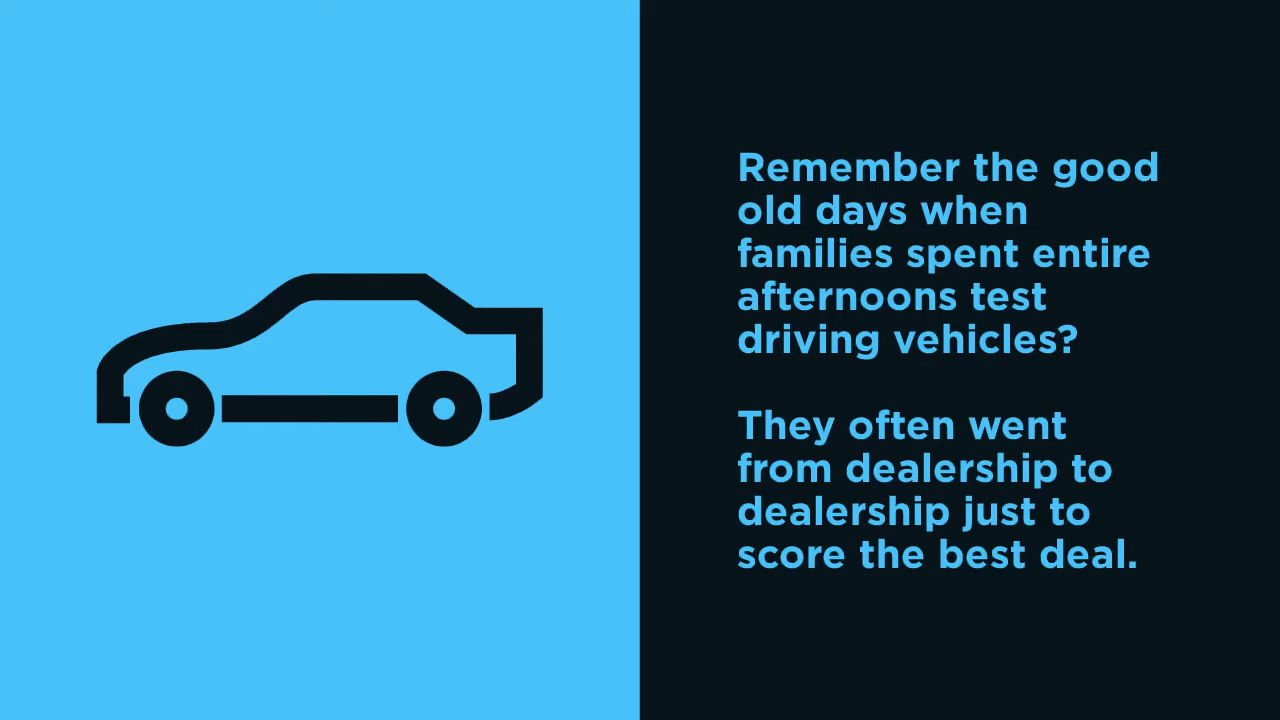 Remember the good
old days when
families spent entire
afternoons test
driving vehicles?
They often went
from dealership to
dealership just to
score the best deal.